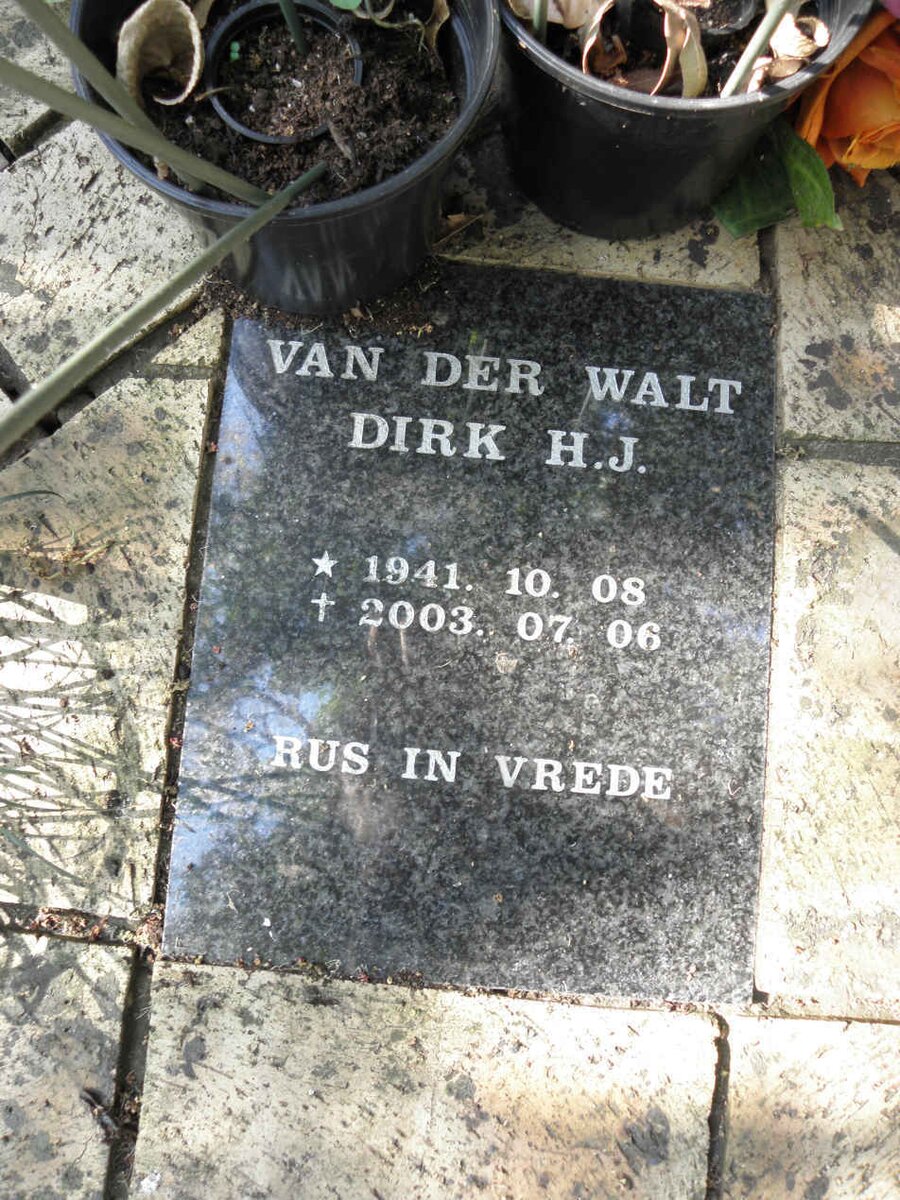 VAN DER WALT
DIRK H.J.
★ 1941. 10. 08
✝ 2003. 07. 06
RUS IN VREDE